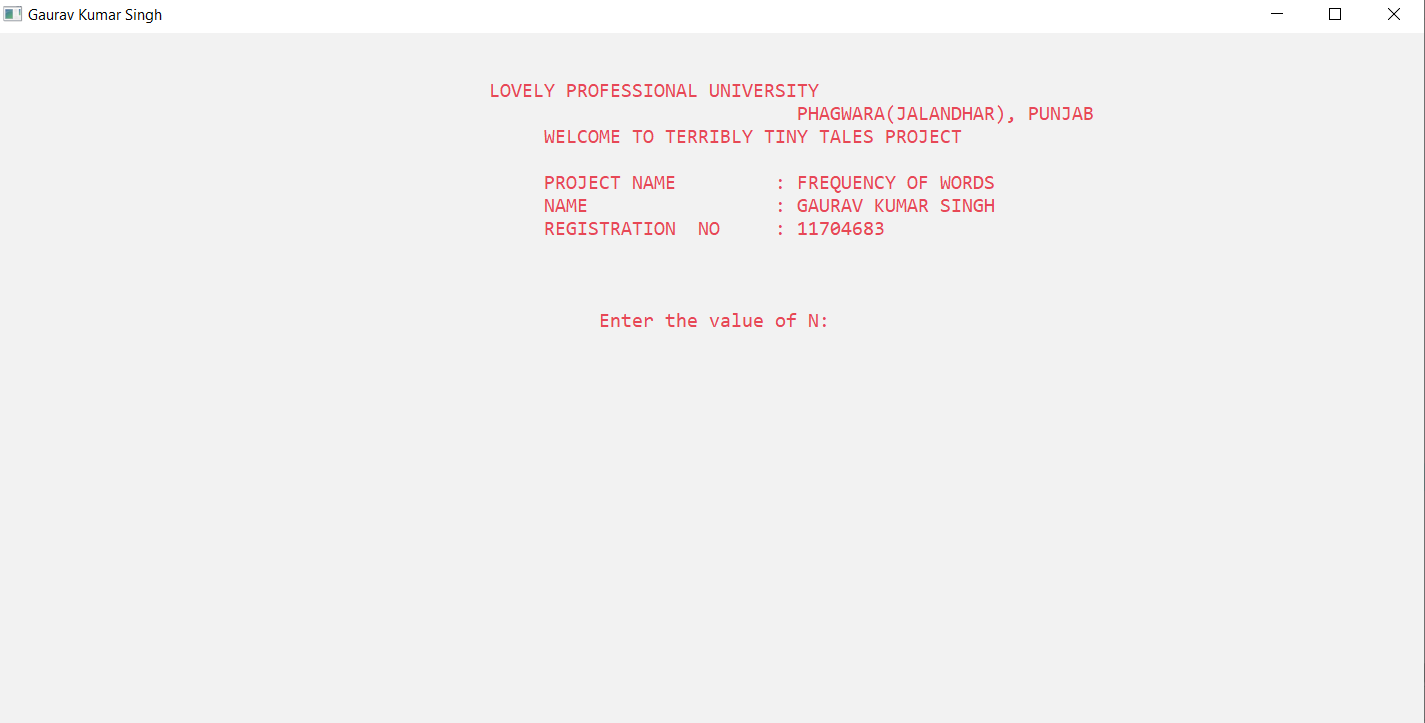 Gaurav Kumar Singh
LOVELY PROFESSIONAL UNIVERSITY
PHAGWARA(JALANDHAR), PUNJAB
WELCOME TO TERRIBLY TINY TALES PROJECT
PROJECT NAME : FREQUENCY OF WORDS
NAME : GAURAV KUMAR SINGH
REGISTRATION NO : 11704683
Enter the value of N: